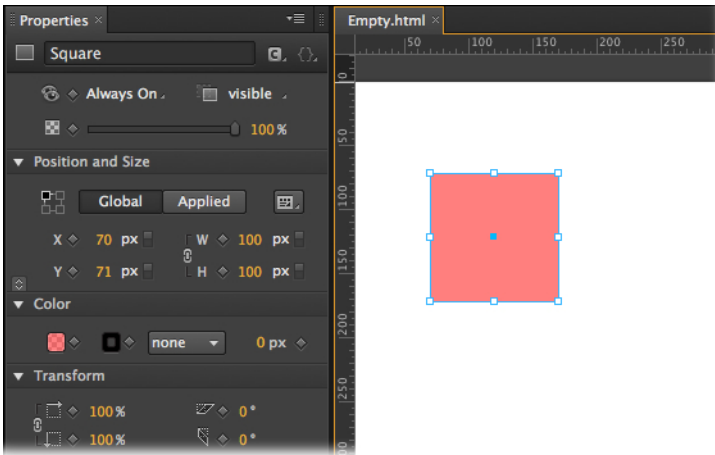 Properties ×
Empty.html ×
Square
C
{}
50 100 150 200 250
Always On
visible
0
100 %
50
Position and Size
Global Applied
100
X 70 px W 100 px
Y 71 px H 100 px
150
Color
200
none 0 px
Transform
250
100 % 0 °
100 % 0 °